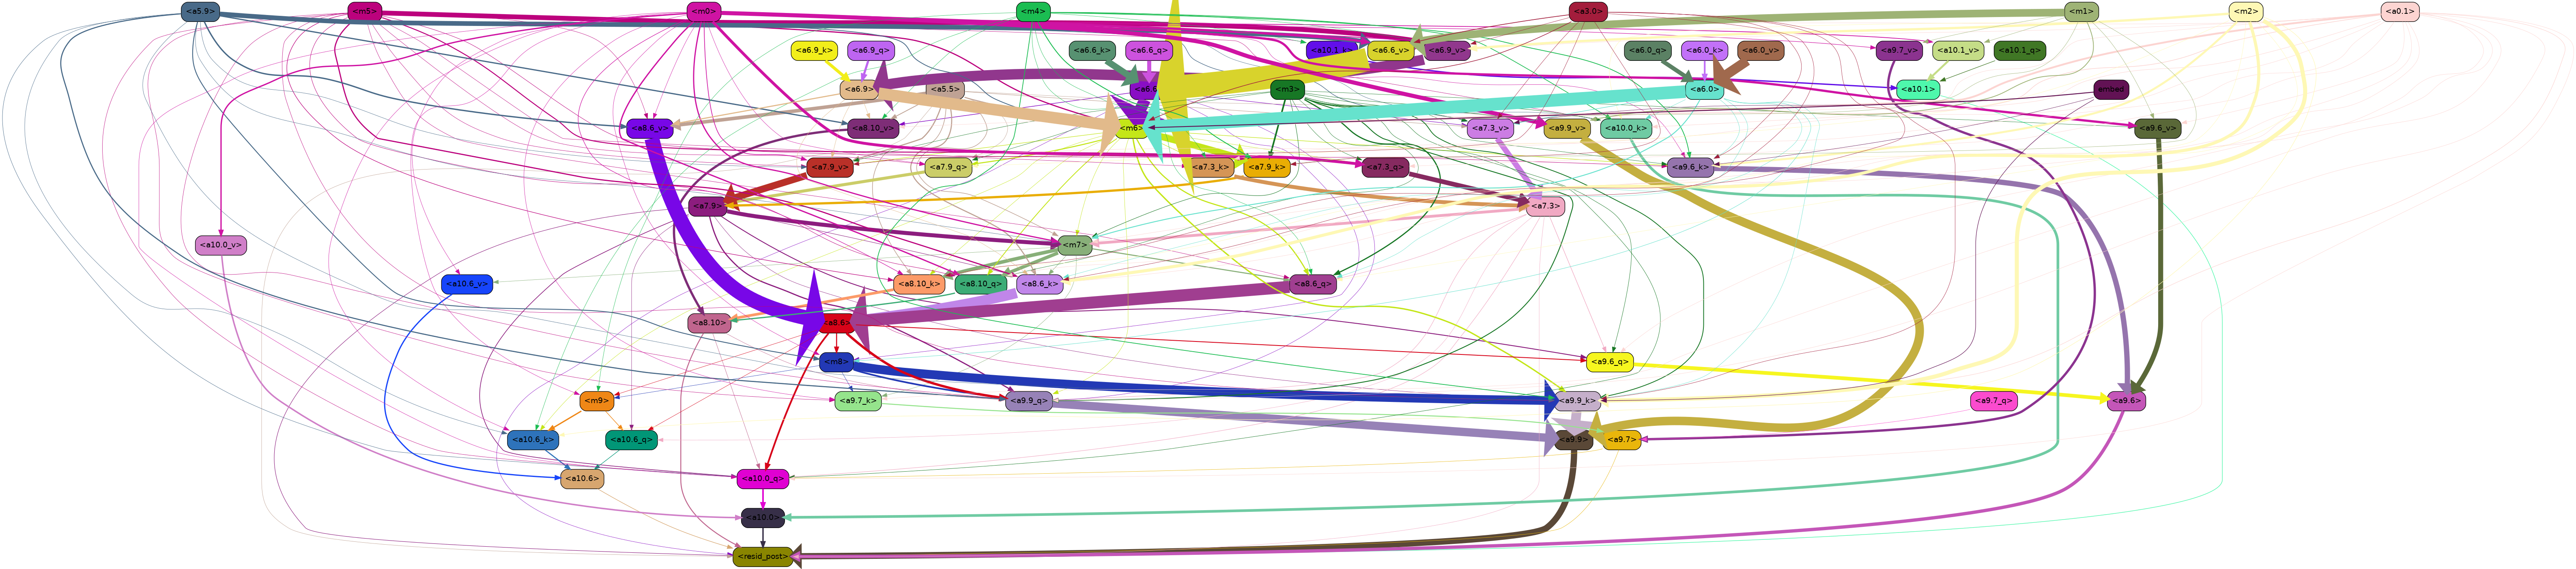 <a5.9> <m5> <m0> <m4> <a3.0> <m1> <m2> <a0.1>
<a6.9_k> <a6.9_q> <a6.6_k> <a6.6_q> <a10.1_k> <a6.6_v> <a6.9_v> <a6.0_q> <a6.0_k> <a6.0_v> <a9.7_v> <a10.1_v> <a10.1_q>
<a6.9> <a5.5> <a6.6> <m3> <a6.0> <a10.1> embed
<a8.6_v> <a8.10_v> <m6> <a7.3_v> <a9.9_v> <a10.0_k> <a9.6_v>
<a7.9_v> <a7.9_q> <a7.3_k> <a7.9_k> <a7.3_q> <a9.6_k>
<a7.9> <a7.3>
<a10.0_v> <m7>
<a10.6_v> <a8.10_k> <a8.10_q> <a8.6_k> <a8.6_q>
<a8.10> <a8.6>
<m8> <a9.6_q>
<m9> <a9.7_k> <a9.9_q> <a9.9_k> <a9.7_q> <a9.6>
<a10.6_k> <a10.6_q> <a9.9> <a9.7>
<a10.6> <a10.0_q>
<a10.0>
<resid_post>